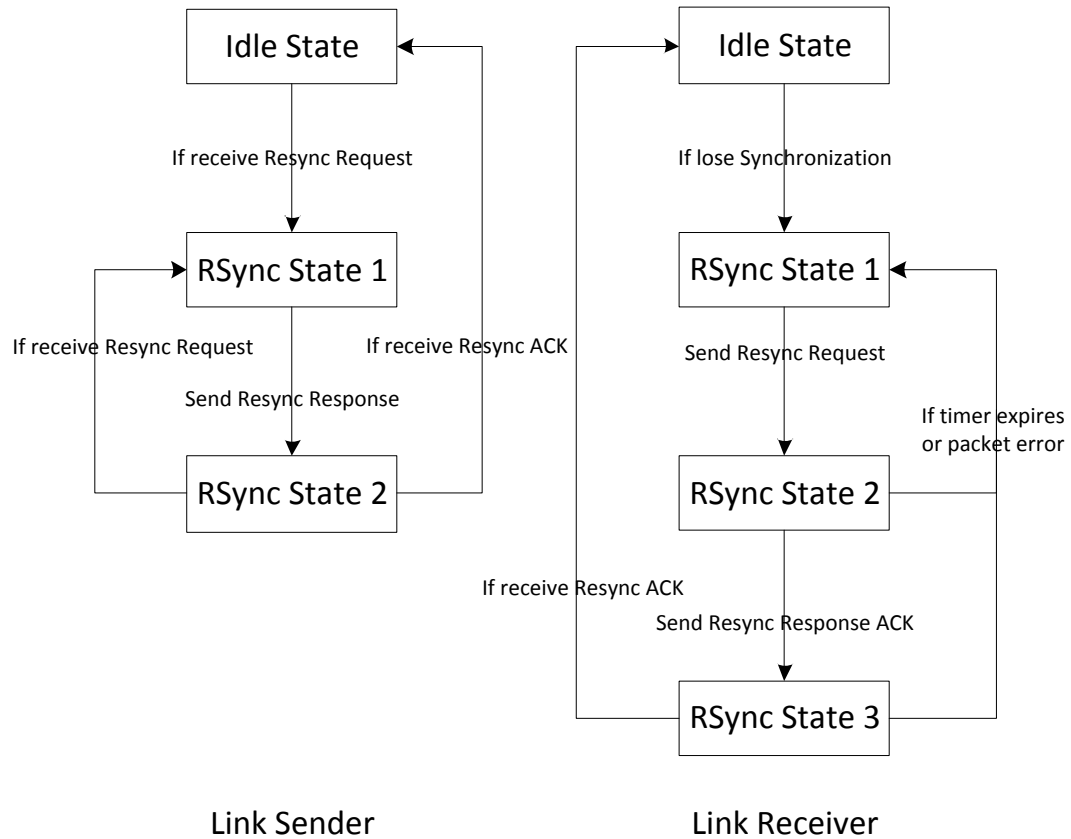 Idle State
If receive Resync Request
RSync State 1
If receive Resync Request
If receive Resync ACK
Send Resync Response
RSync State 2
Link Sender
Idle State
If lose Synchronization
RSync State 1
Send Resync Request
If timer expires
or packet error
RSync State 2
If receive Resync ACK
Send Resync Response ACK
RSync State 3
Link Receiver